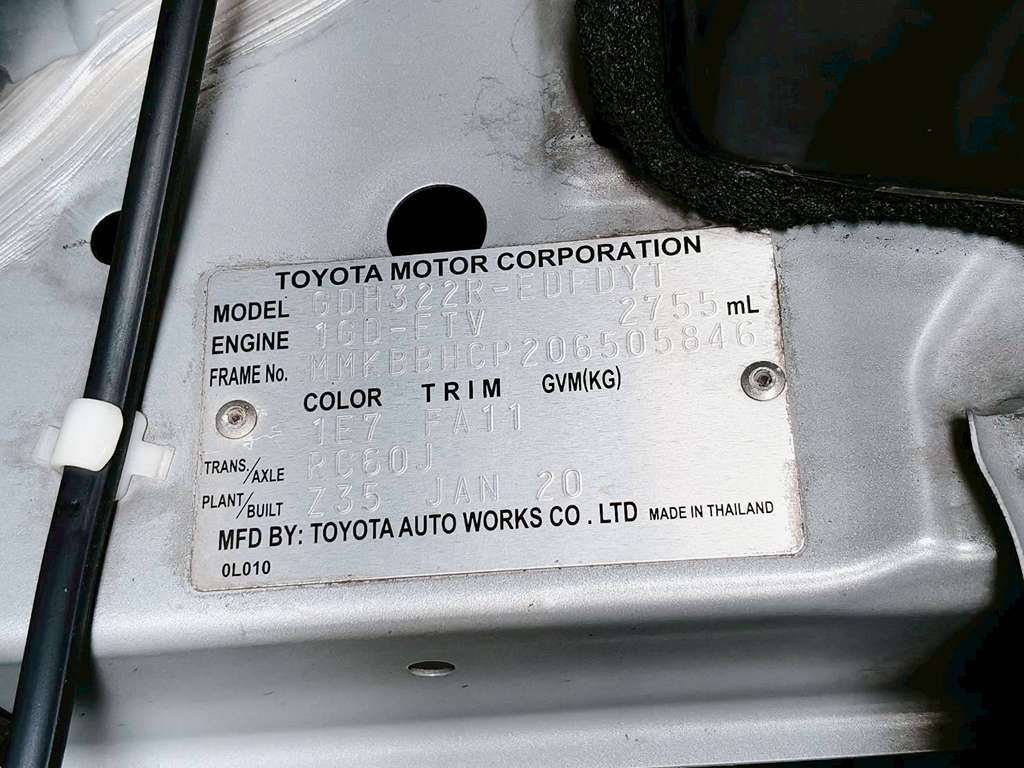 TOYOTA MOTOR CORPORATION
MODEL GDH322R-EDFDYT
ENGINE 1GD-FTV 2755 mL
FRAME No. MMKBBHCP206505846
COLOR TRIM GVM(KG)
1E7 FA11
TRANS./AXLE RC60J
PLANT/BUILT Z35 JAN 20
MFD BY: TOYOTA AUTO WORKS CO . LTD MADE IN THAILAND
0L010